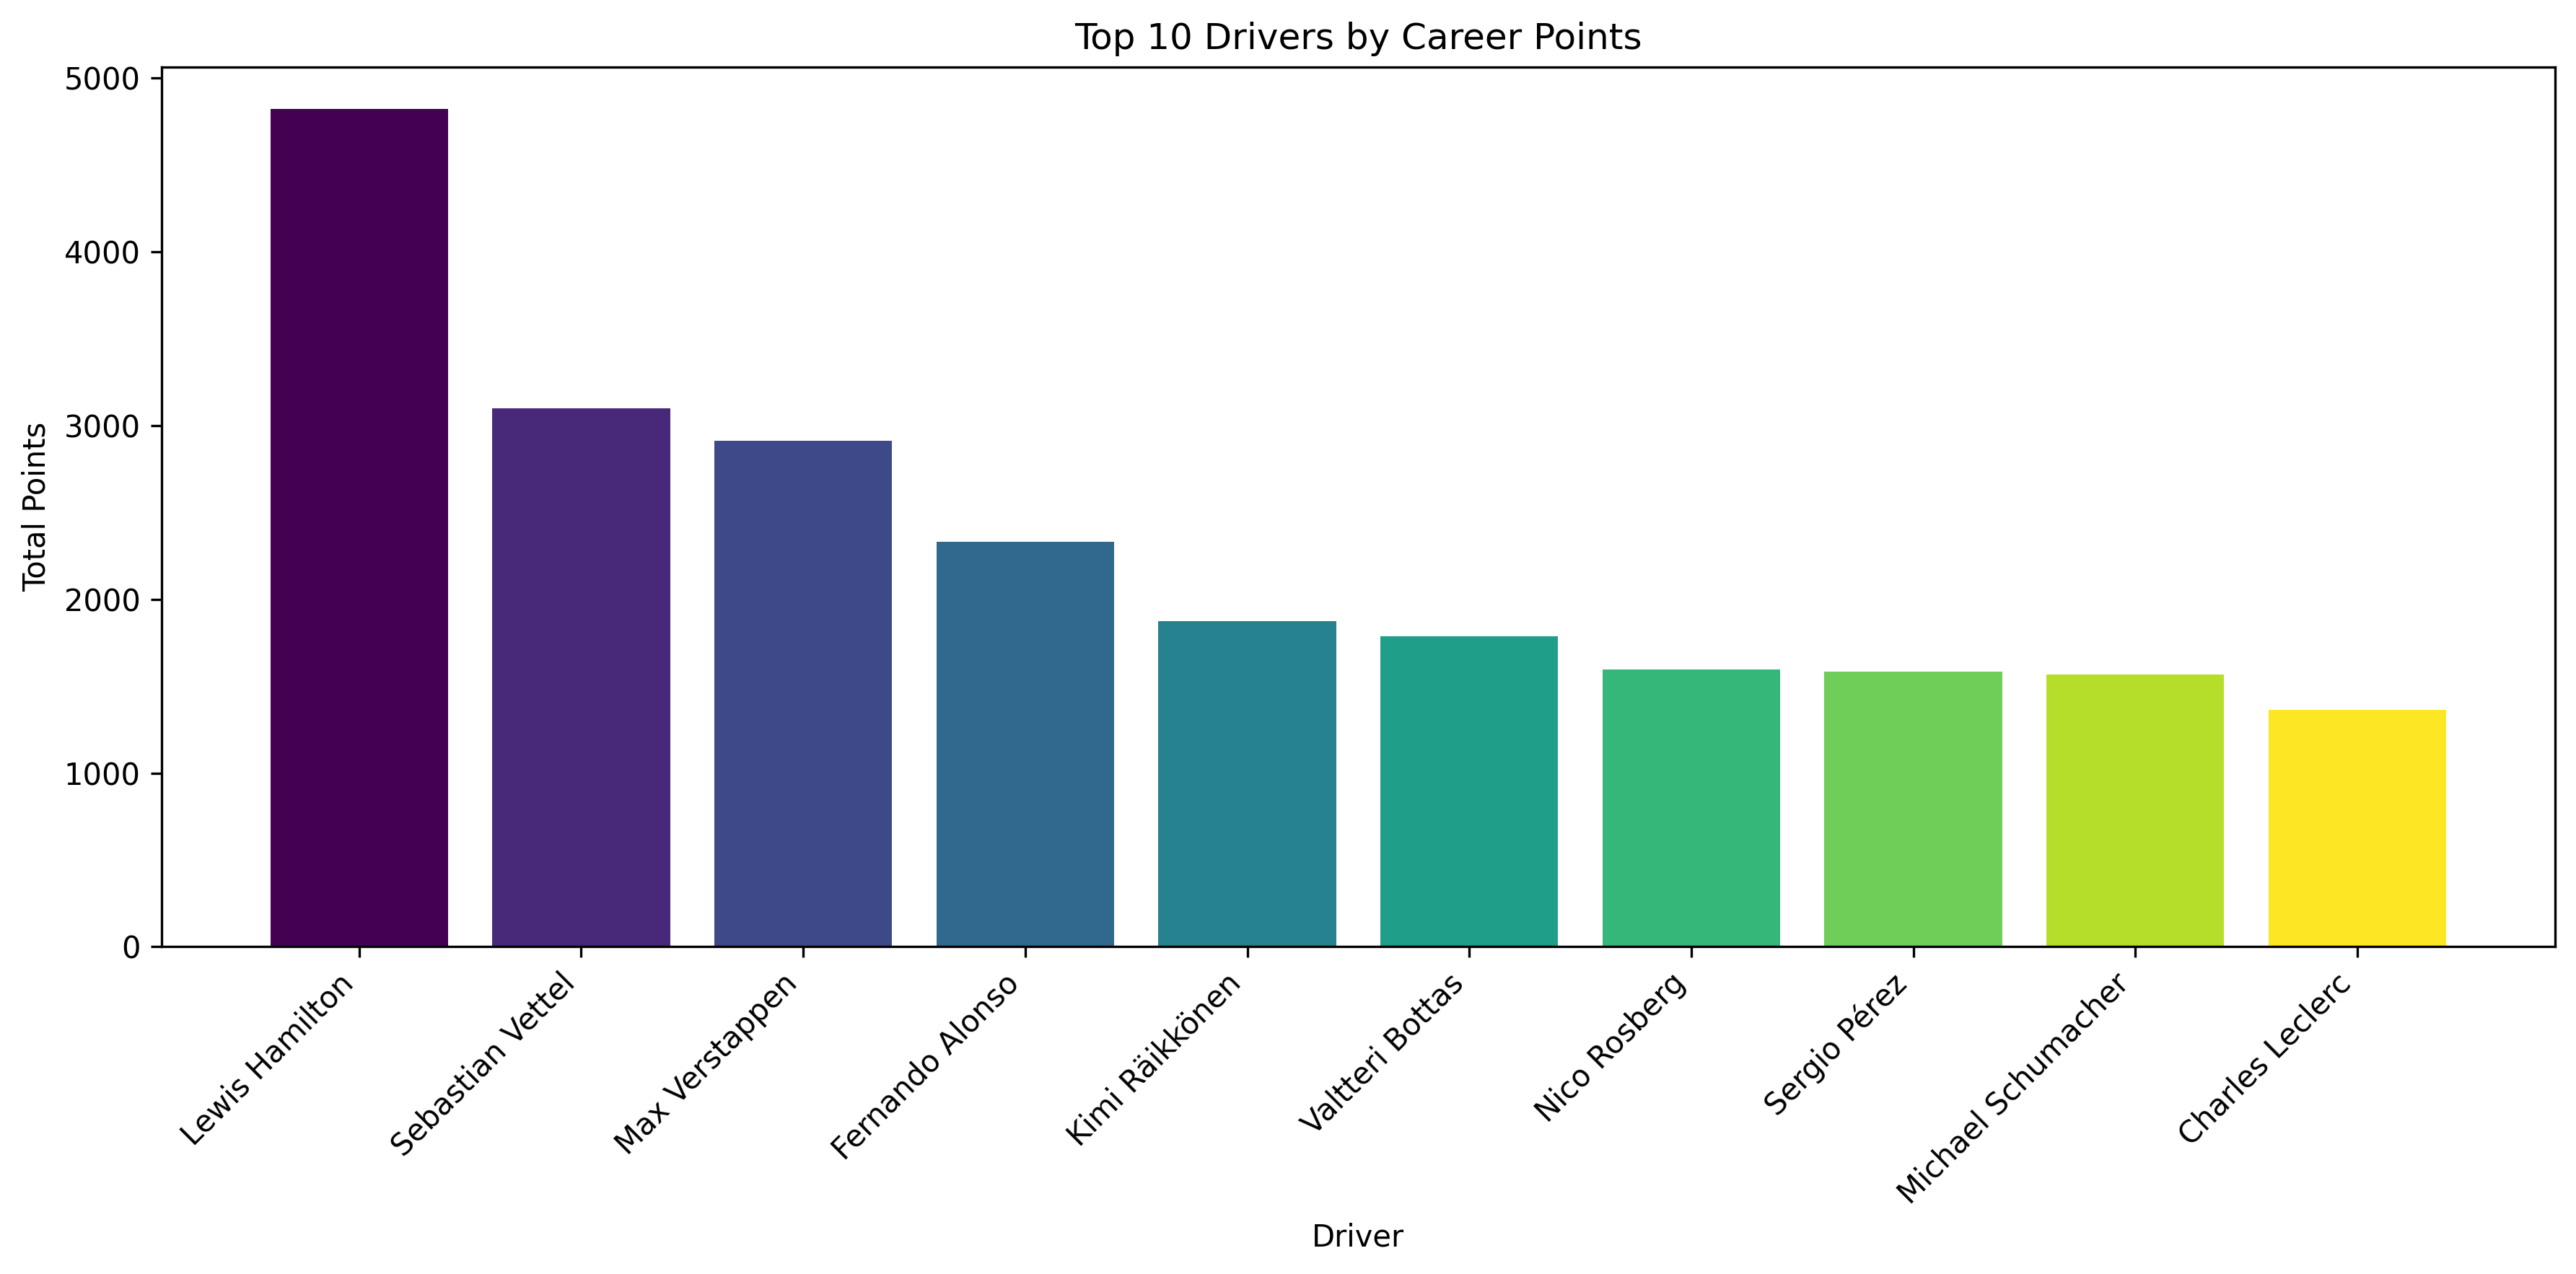 Top 10 Drivers by Career Points
5000
4000
3000
2000
1000
0
Total Points
Lewis Hamilton
Sebastian Vettel
Max Verstappen
Fernando Alonso
Kimi Räikkönen
Valtteri Bottas
Nico Rosberg
Sergio Pérez
Michael Schumacher
Charles Leclerc
Driver